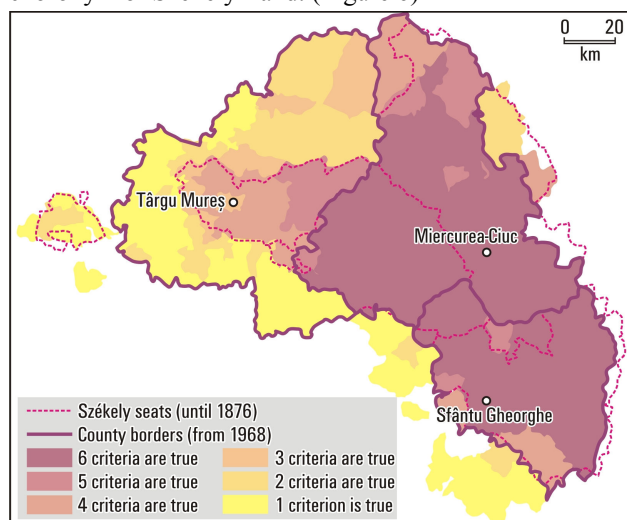 0 20
km
Târgu Mureș
Miercurea-Ciuc
Sfântu Gheorghe
Székely seats (until 1876)
County borders (from 1968)
6 criteria are true
5 criteria are true
4 criteria are true
3 criteria are true
2 criteria are true
1 criterion is true